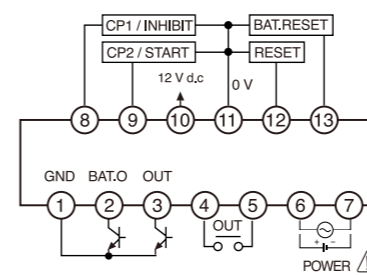 CP1 / INHIBIT
BAT.RESET
CP2 / START
RESET
12 V d.c
0 V
8 9 10 11 12 13
GND BAT.O OUT
1 2 3 4 5 6 7
OUT
+ -
POWER